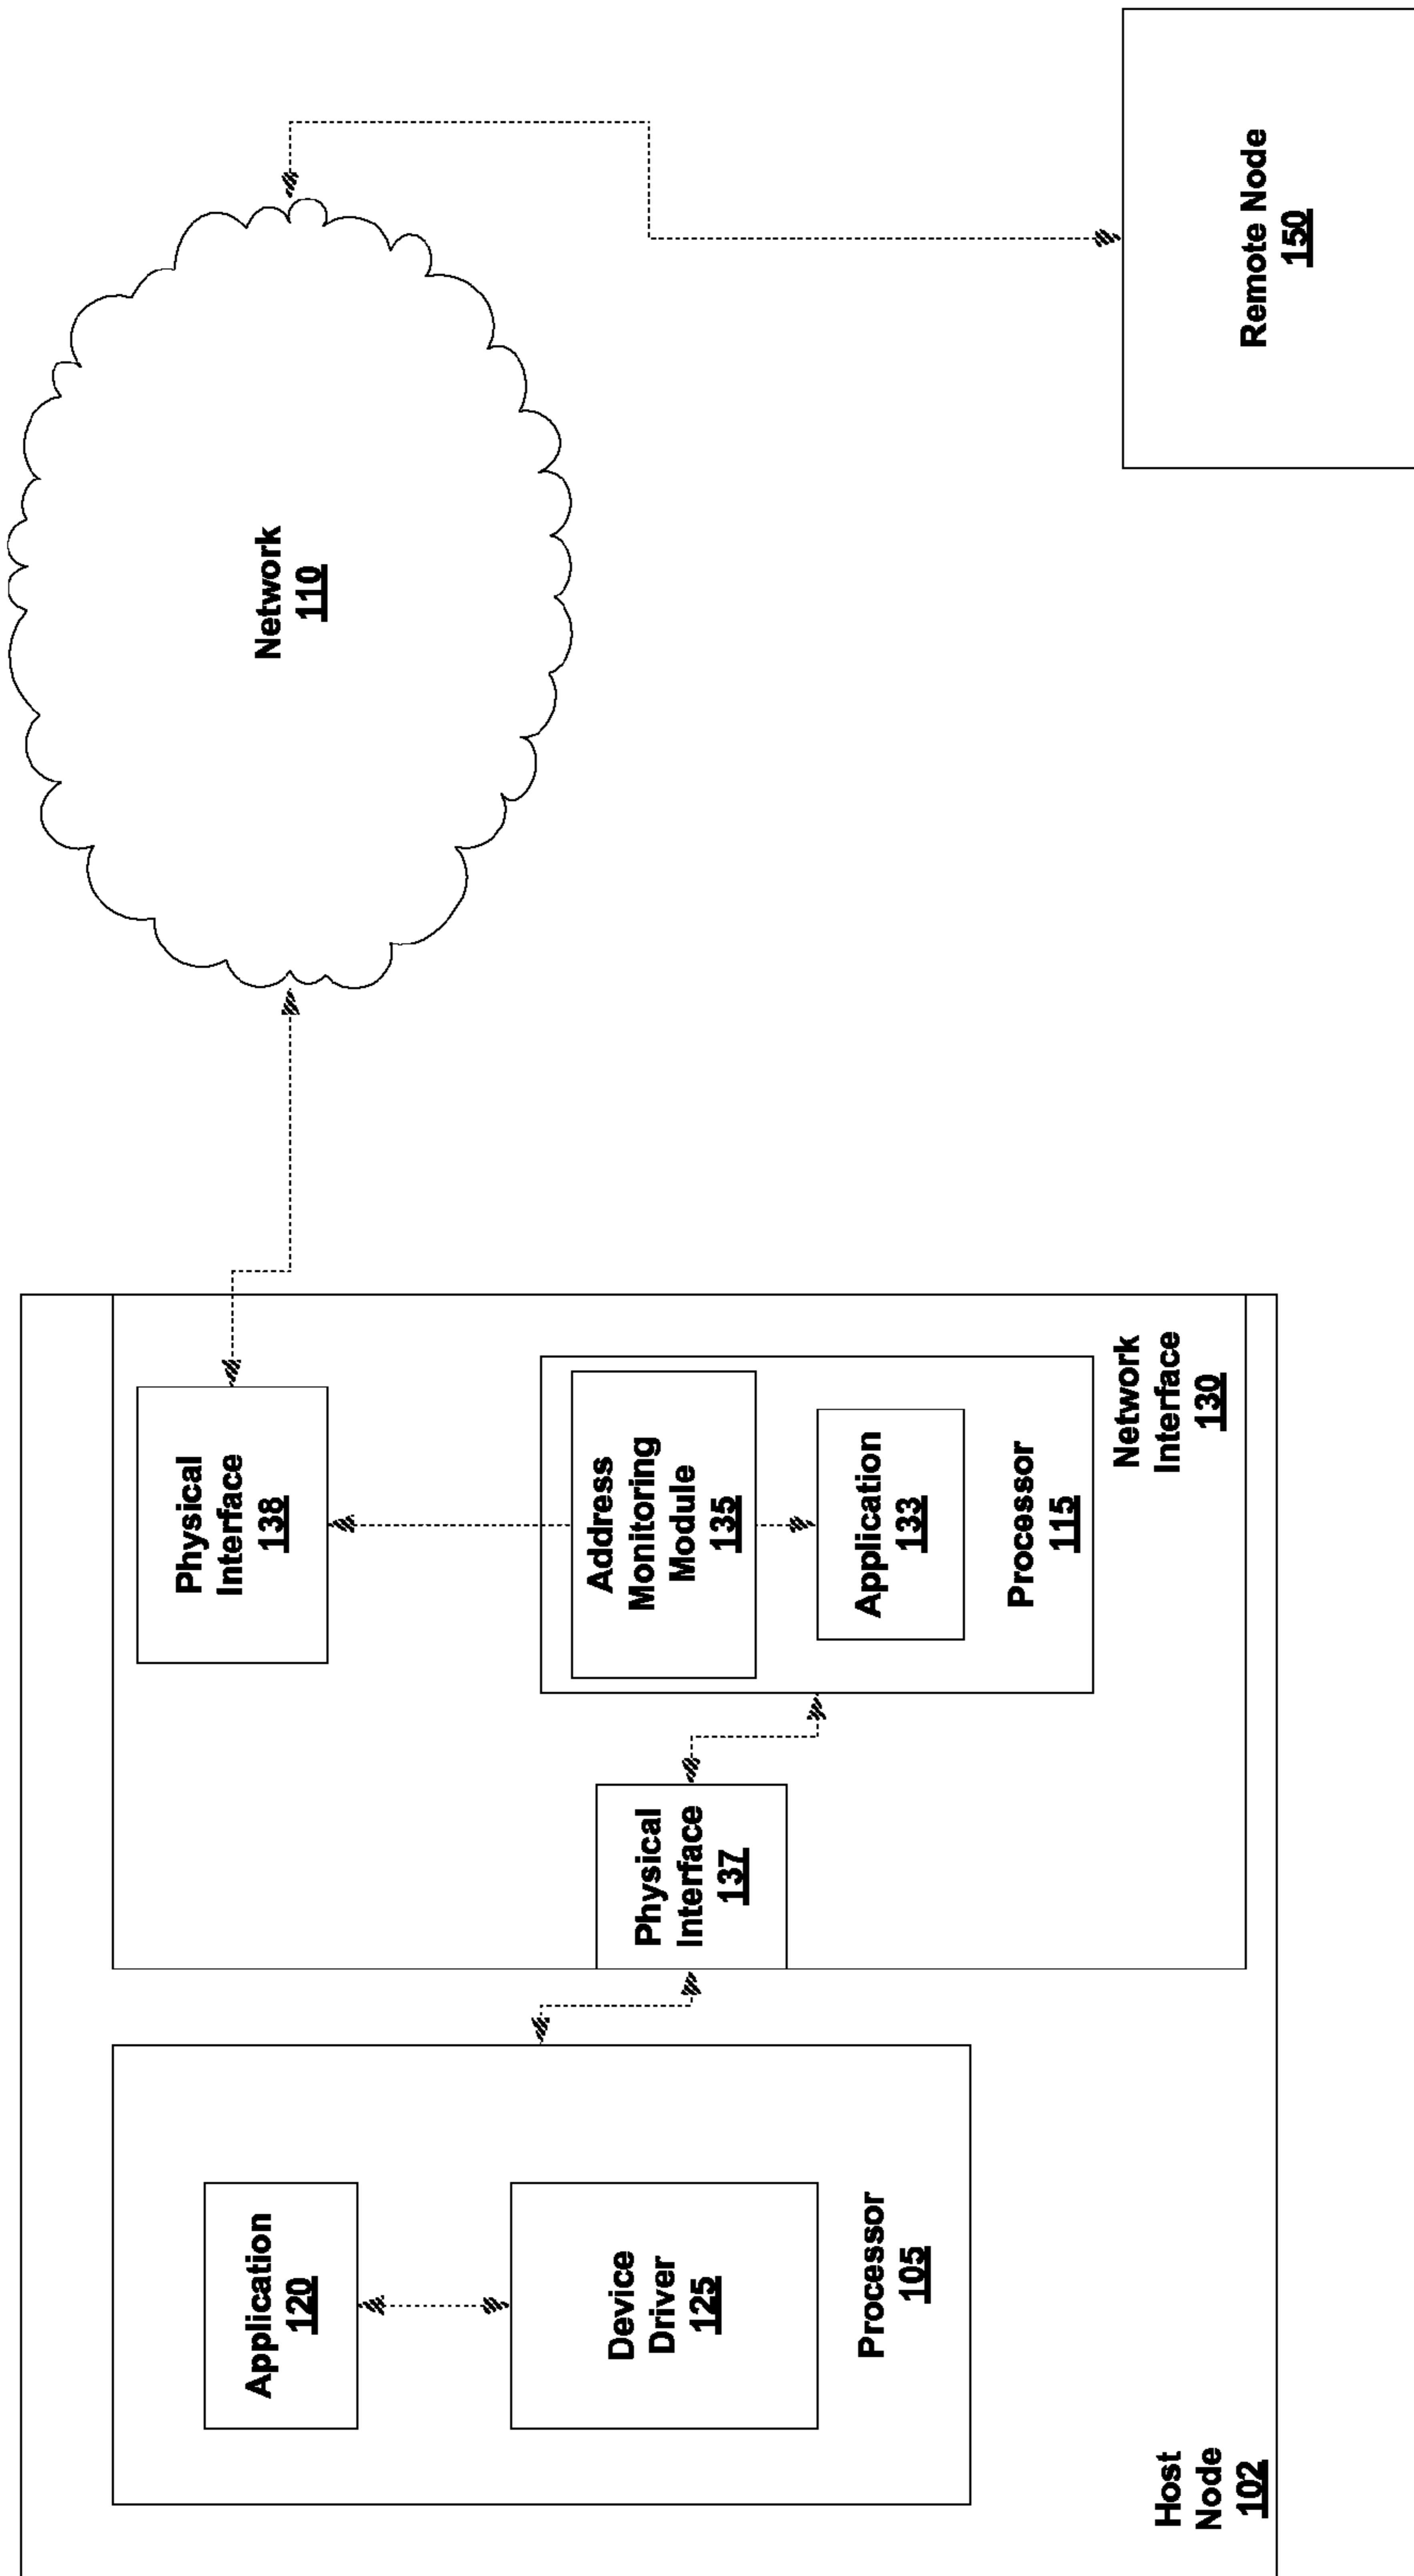 Application
120
Device
Driver
125
Processor
105
Host
Node
102
Physical
Interface
137
Physical
Interface
138
Address
Monitoring
Module
135
Application
133
Processor
115
Network
Interface
130
Network
110
Remote Node
150